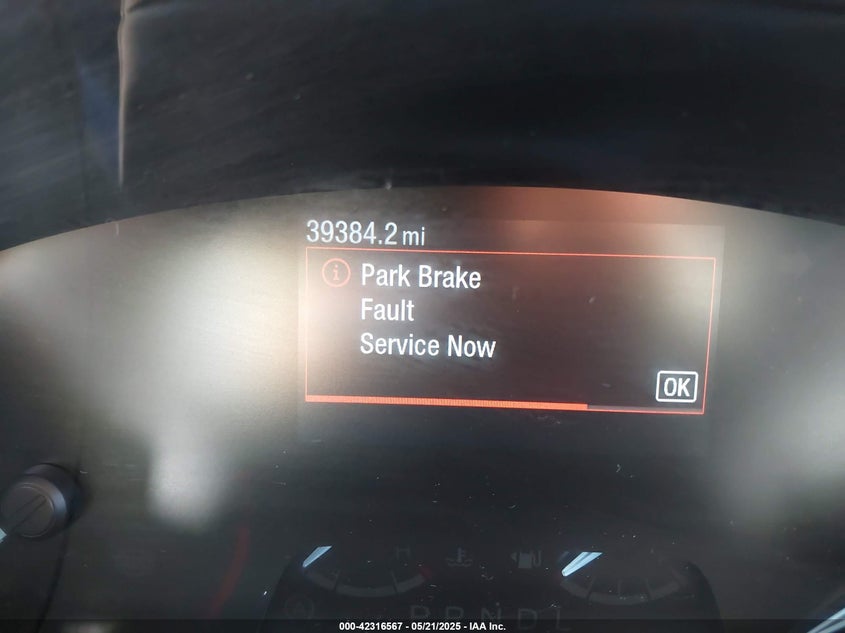 39384.2 mi
Park Brake
Fault
Service Now
OK
H
P R N D L
000-42316567 - 05/21/2025 - IAA Inc.